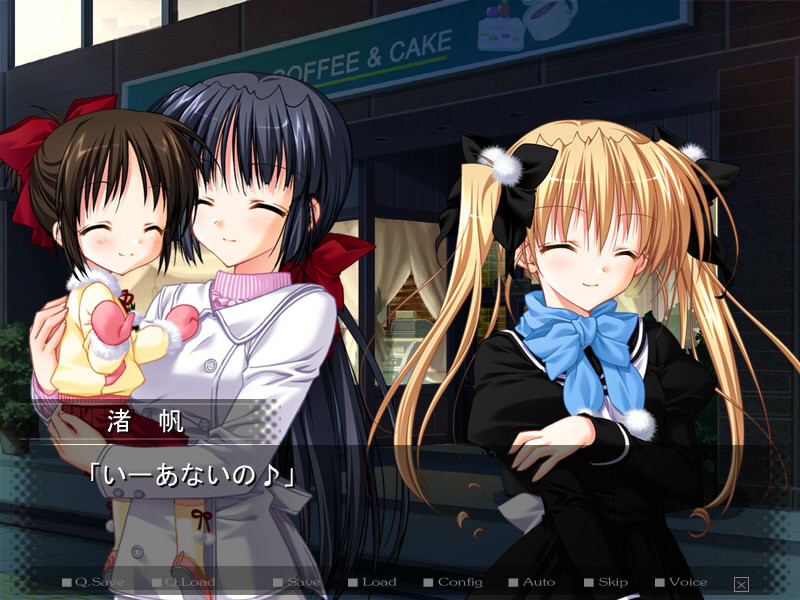 COFFEE & CAKE
渚 帆
「いーあないの♪」
Q.Save Q.Load Save Load Config Auto Skip Voice